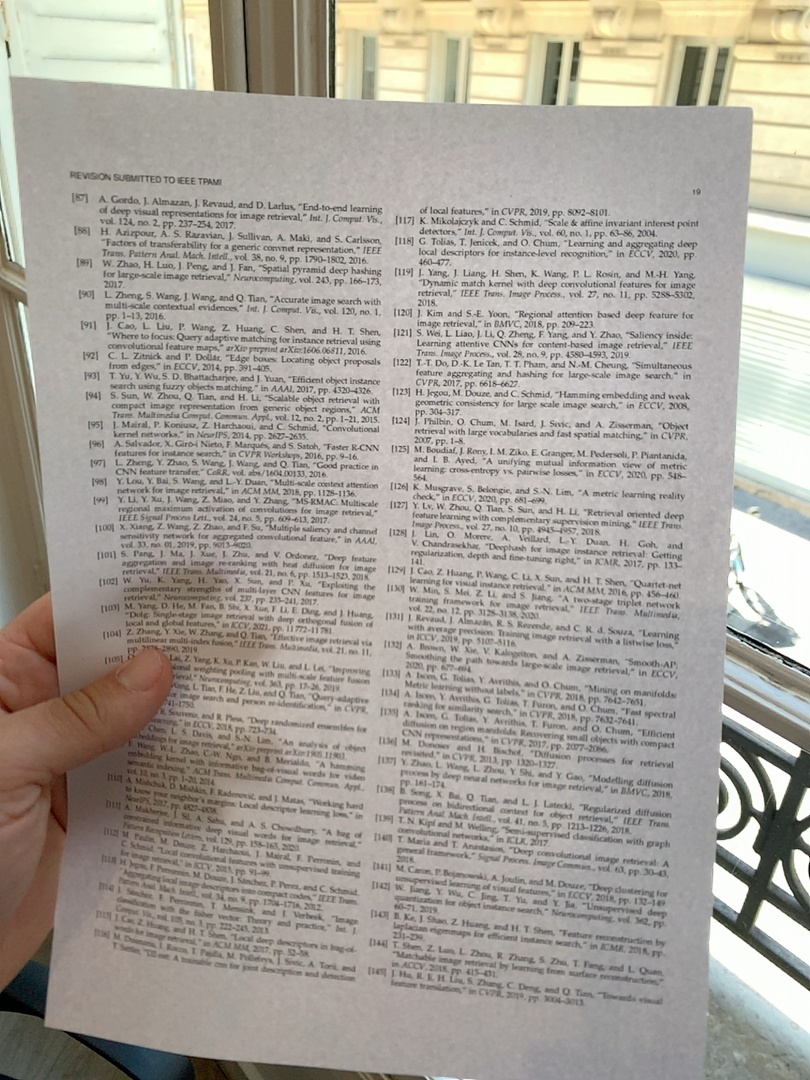 REVISION SUBMITTED TO IEEE TPAMI
19
[87] A. Gordo, J. Almazan, J. Revaud, and D. Larlus, “End-to-end learning
of deep visual representations for image retrieval,” Int. J. Comput. Vis.,
vol. 124, no. 2, pp. 237–254, 2017.
[88] H. Azizpour, A. S. Razavian, J. Sullivan, A. Maki, and S. Carlsson,
“Factors of transferability for a generic convnet representation,” IEEE
Trans. Pattern Anal. Mach. Intell., vol. 38, no. 9, pp. 1790–1802, 2016.
[89] W. Zhao, H. Luo, J. Peng, and J. Fan, “Spatial pyramid deep hashing
for large-scale image retrieval,” Neurocomputing, vol. 243, pp. 166–173,
2017.
[90] L. Zheng, S. Wang, J. Wang, and Q. Tian, “Accurate image search with
multi-scale contextual evidences,” Int. J. Comput. Vis., vol. 120, no. 1,
pp. 1–13, 2016.
[91] J. Cao, L. Liu, P. Wang, Z. Huang, C. Shen, and H. T. Shen,
“Where to focus: Query adaptive matching for instance retrieval using
convolutional feature maps,” arXiv preprint arXiv:1606.06811, 2016.
[92] C. L. Zitnick and P. Dollár, “Edge boxes: Locating object proposals
from edges,” in ECCV, 2014, pp. 391–405.
[93] T. Yu, Y. Wu, S. D. Bhattacharjee, and J. Yuan, “Efficient object instance
search using fuzzy objects matching,” in AAAI, 2017, pp. 4320–4326.
[94] S. Sun, W. Zhou, Q. Tian, and H. Li, “Scalable object retrieval with
compact image representation from generic object regions,” ACM
Trans. Multimedia Comput. Commun. Appl., vol. 12, no. 2, pp. 1–21, 2015.
[95] J. Mairal, P. Koniusz, Z. Harchaoui, and C. Schmid, “Convolutional
kernel networks,” in NeurIPS, 2014, pp. 2627–2635.
[96] A. Salvador, X. Giró-i Nieto, F. Marqués, and S. Satoh, “Faster R-CNN
features for instance search,” in CVPR Workshops, 2016, pp. 9–16.
[97] L. Zheng, Y. Zhao, S. Wang, J. Wang, and Q. Tian, “Good practice in
CNN feature transfer,” CoRR, vol. abs/1604.00133, 2016.
[98] Y. Lou, Y. Bai, S. Wang, and L.-Y. Duan, “Multi-scale context attention
network for image retrieval,” in ACM MM, 2018, pp. 1128–1136.
[99] Y. Li, Y. Xu, J. Wang, Z. Miao, and Y. Zhang, “MS-RMAC: Multiscale
regional maximum activation of convolutions for image retrieval,”
IEEE Signal Process Lett., vol. 24, no. 5, pp. 609–613, 2017.
[100] X. Xiang, Z. Wang, Z. Zhao, and F. Su, “Multiple saliency and channel
sensitivity network for aggregated convolutional feature,” in AAAI,
vol. 33, no. 01, 2019, pp. 9013–9020.
[101] S. Pang, J. Ma, J. Xue, J. Zhu, and V. Ordonez, “Deep feature
aggregation and image re-ranking with heat diffusion for image
retrieval,” IEEE Trans. Multimedia, vol. 21, no. 6, pp. 1513–1523, 2018.
[102] W. Yu, K. Yang, H. Yao, X. Sun, and P. Xu, “Exploiting the
complementary strengths of multi-layer CNN features for image
retrieval,” Neurocomputing, vol. 237, pp. 235–241, 2017.
[103] M. Yang, D. He, M. Fan, B. Shi, X. Xue, F. Li, E. Ding, and J. Huang,
“Dolg: Single-stage image retrieval with deep orthogonal fusion of
local and global features,” in ICCV, 2021, pp. 11772–11781.
[104] Z. Zhang, Y. Xie, W. Zhang, and Q. Tian, “Effective image retrieval via
multilinear multi-index fusion,” IEEE Trans. Multimedia, vol. 21, no. 11,
pp. 2878–2890, 2019.
[105] Lai, Z. Yang, K. Xu, P. Kan, W. Liu, and L. Lei, “Improving
weighting pooling with multi-scale feature fusion
retrieval,” Neurocomputing, vol. 363, pp. 17–26, 2019.
Wang, L. Tian, F. He, Z. Liu, and Q. Tian, “Query-adaptive
for image search and person re-identification,” in CVPR,
1741–1750.
R. Souvenir, and R. Pless, “Deep randomized ensembles for
learning,” in ECCV, 2018, pp. 723–734.
Chen, L. S. Davis, and S.-N. Lim, “An analysis of object
embeddings for image retrieval,” arXiv preprint arXiv:1905.11903.
J. Wang, W.-L. Zhao, C.-W. Ngo, and B. Merialdo, “A hamming
embedding kernel with informative bag-of-visual words for video
semantic indexing,” ACM Trans. Multimedia Comput. Commun. Appl.,
vol. 10, no. 3, pp. 1–20, 2014.
[110] A. Mishchuk, D. Mishkin, F. Radenović, and J. Matas, “Working hard
to know your neighbor's margins: Local descriptor learning loss,” in
NeurIPS, 2017, pp. 4827–4838.
[111] A. Mukherjee, J. Sil, A. Sahu, and A. S. Chowdhury, “A bag of
constrained informative deep visual words for image retrieval,”
Pattern Recognition Letters, vol. 129, pp. 158–165, 2020.
[112] M. Paulin, M. Douze, Z. Harchaoui, J. Mairal, F. Perronin, and
C. Schmid, “Local convolutional features with unsupervised training
for image retrieval,” in ICCV, 2015, pp. 91–99.
[113] H. Jegou, F. Perronnin, M. Douze, J. Sánchez, P. Perez, and C. Schmid,
“Aggregating local image descriptors into compact codes,” IEEE Trans.
Pattern Anal. Mach. Intell., vol. 34, no. 9, pp. 1704–1716, 2012.
[114] J. Sánchez, F. Perronnin, T. Mensink, and J. Verbeek, “Image
classification with the fisher vector: Theory and practice,” Int. J.
Comput. Vis., vol. 105, no. 3, pp. 222–245, 2013.
[115] J. Cao, Z. Huang, and H. T. Shen, “Local deep descriptors in bag-of-
words for image retrieval,” in ACM MM, 2017, pp. 52–58.
[116] M. Dusmanu, I. Rocco, T. Pajdla, M. Pollefeys, J. Sivic, A. Torii, and
T. Sattler, “D2-net: A trainable cnn for joint description and detection
of local features,” in CVPR, 2019, pp. 8092–8101.
[117] K. Mikolajczyk and C. Schmid, “Scale & affine invariant interest point
detectors,” Int. J. Comput. Vis., vol. 60, no. 1, pp. 63–86, 2004.
[118] G. Tolias, T. Jenicek, and O. Chum, “Learning and aggregating deep
local descriptors for instance-level recognition,” in ECCV, 2020, pp.
460–477.
[119] J. Yang, J. Liang, H. Shen, K. Wang, P. L. Rosin, and M.-H. Yang,
“Dynamic match kernel with deep convolutional features for image
retrieval,” IEEE Trans. Image Process., vol. 27, no. 11, pp. 5288–5302,
2018.
[120] J. Kim and S.-E. Yoon, “Regional attention based deep feature for
image retrieval,” in BMVC, 2018, pp. 209–223.
[121] S. Wei, L. Liao, J. Li, Q. Zheng, F. Yang, and Y. Zhao, “Saliency inside:
Learning attentive CNNs for content-based image retrieval,” IEEE
Trans. Image Process., vol. 28, no. 9, pp. 4580–4593, 2019.
[122] T.-T. Do, D.-K. Le Tan, T. T. Pham, and N.-M. Cheung, “Simultaneous
feature aggregating and hashing for large-scale image search,” in
CVPR, 2017, pp. 6618–6627.
[123] H. Jegou, M. Douze, and C. Schmid, “Hamming embedding and weak
geometric consistency for large scale image search,” in ECCV, 2008,
pp. 304–317.
[124] J. Philbin, O. Chum, M. Isard, J. Sivic, and A. Zisserman, “Object
retrieval with large vocabularies and fast spatial matching,” in CVPR,
2007, pp. 1–8.
[125] M. Boudiaf, J. Rony, I. M. Ziko, E. Granger, M. Pedersoli, P. Piantanida,
and I. B. Ayed, “A unifying mutual information view of metric
learning: cross-entropy vs. pairwise losses,” in ECCV, 2020, pp. 548–
564.
[126] K. Musgrave, S. Belongie, and S.-N. Lim, “A metric learning reality
check,” in ECCV, 2020, pp. 681–699.
[127] Y. Lv, W. Zhou, Q. Tian, S. Sun, and H. Li, “Retrieval oriented deep
feature learning with complementary supervision mining,” IEEE Trans.
Image Process., vol. 27, no. 10, pp. 4945–4957, 2018.
[128] J. Lin, O. Morere, A. Veillard, L.-Y. Duan, H. Goh, and
V. Chandrasekhar, “Deephash for image instance retrieval: Getting
regularization, depth and fine-tuning right,” in ICMR, 2017, pp. 133–
141.
[129] J. Cao, Z. Huang, P. Wang, C. Li, X. Sun, and H. T. Shen, “Quartet-net
learning for visual instance retrieval,” in ACM MM, 2016, pp. 456–460.
[130] W. Min, S. Mei, Z. Li, and S. Jiang, “A two-stage triplet network
training framework for image retrieval,” IEEE Trans. Multimedia,
vol. 22, no. 12, pp. 3128–3138, 2020.
[131] J. Revaud, J. Almazán, R. S. Rezende, and C. R. d. Souza, “Learning
with average precision: Training image retrieval with a listwise loss,”
in ICCV, 2019, pp. 5107–5116.
[132] A. Brown, W. Xie, V. Kalogeiton, and A. Zisserman, “Smooth-AP:
Smoothing the path towards large-scale image retrieval,” in ECCV,
2020, pp. 677–694.
[133] A. Iscen, G. Tolias, Y. Avrithis, and O. Chum, “Mining on manifolds:
Metric learning without labels,” in CVPR, 2018, pp. 7642–7651.
[134] A. Iscen, Y. Avrithis, G. Tolias, T. Furon, and O. Chum, “Fast spectral
ranking for similarity search,” in CVPR, 2018, pp. 7632–7641.
[135] A. Iscen, G. Tolias, Y. Avrithis, T. Furon, and O. Chum, “Efficient
diffusion on region manifolds: Recovering small objects with compact
CNN representations,” in CVPR, 2017, pp. 2077–2086.
[136] M. Donoser and H. Bischof, “Diffusion processes for retrieval
revisited,” in CVPR, 2013, pp. 1320–1327.
[137] Y. Zhao, L. Wang, L. Zhou, Y. Shi, and Y. Gao, “Modelling diffusion
process by deep neural networks for image retrieval,” in BMVC, 2018,
pp. 161–174.
[138] B. Song, X. Bai, Q. Tian, and L. J. Latecki, “Regularized diffusion
process on bidirectional context for object retrieval,” IEEE Trans.
Pattern Anal. Mach. Intell., vol. 41, no. 5, pp. 1213–1226, 2018.
[139] T. N. Kipf and M. Welling, “Semi-supervised classification with graph
convolutional networks,” in ICLR, 2017.
[140] T. Maria and T. Anastasios, “Deep convolutional image retrieval: A
general framework,” Signal Process. Image Commun., vol. 63, pp. 30–43,
2018.
[141] M. Caron, P. Bojanowski, A. Joulin, and M. Douze, “Deep clustering for
unsupervised learning of visual features,” in ECCV, 2018, pp. 132–149.
[142] W. Jiang, Y. Wu, C. Jing, T. Yu, and Y. Jia, “Unsupervised deep
quantization for object instance search,” Neurocomputing, vol. 362, pp.
60–71, 2019.
[143] B. Ke, J. Shao, Z. Huang, and H. T. Shen, “Feature reconstruction by
laplacian eigenmaps for efficient instance search,” in ICMR, 2018, pp.
231–239.
[144] T. Shen, Z. Luo, L. Zhou, R. Zhang, S. Zhu, T. Fang, and L. Quan,
“Matchable image retrieval by learning from surface reconstruction,”
in ACCV, 2018, pp. 415–431.
[145] J. Hu, R. Ji, H. Liu, S. Zhang, C. Deng, and Q. Tian, “Towards visual
feature translation,” in CVPR, 2019, pp. 3004–3013.